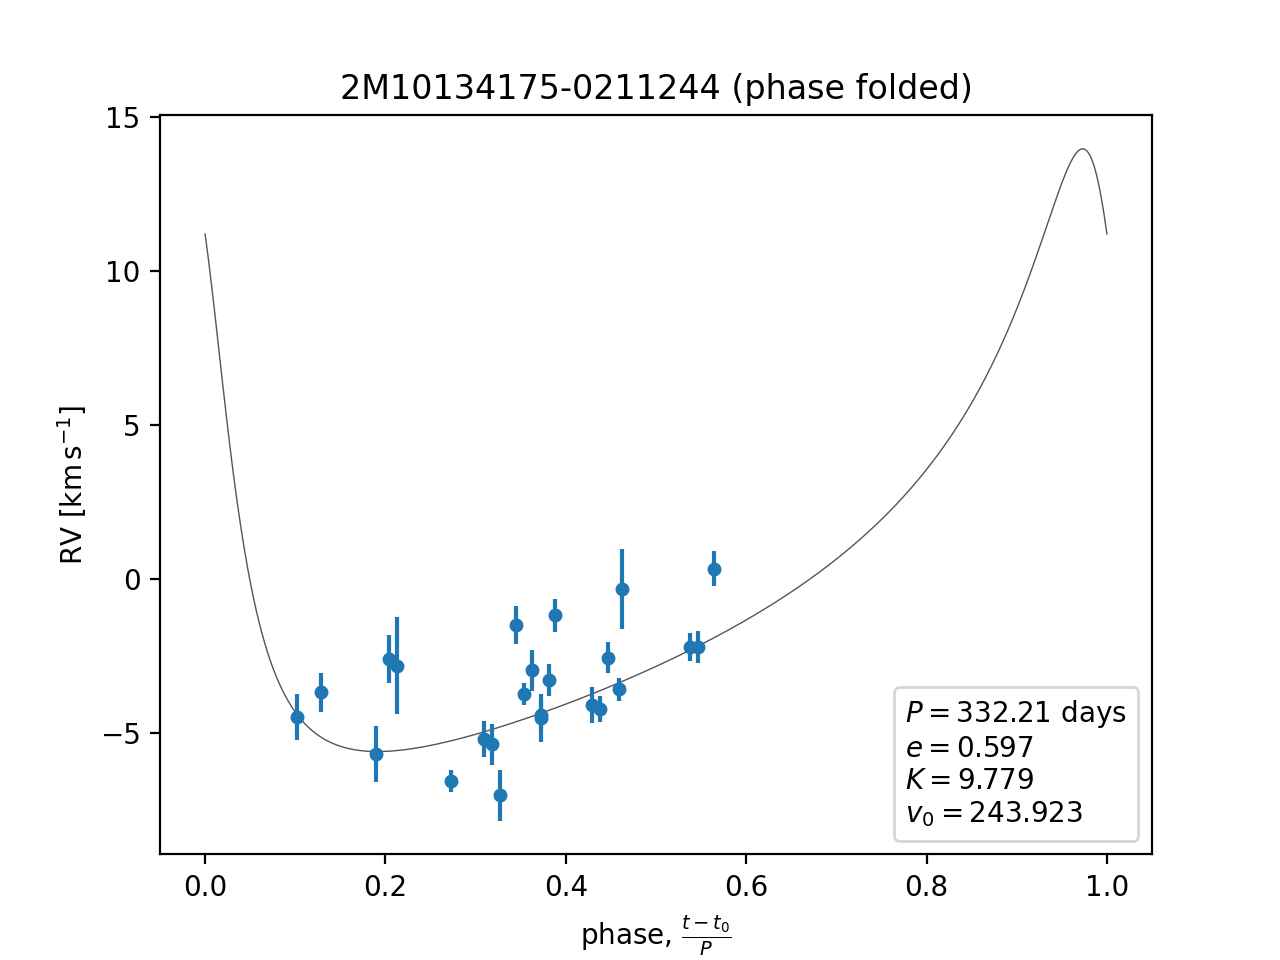 2M10134175-0211244 (phase folded)
15
10
5
0
−5
RV [km s⁻¹]
P = 332.21 days
e = 0.597
K = 9.779
v₀ = 243.923
0.0 0.2 0.4 0.6 0.8 1.0
phase, (t − t₀)/P